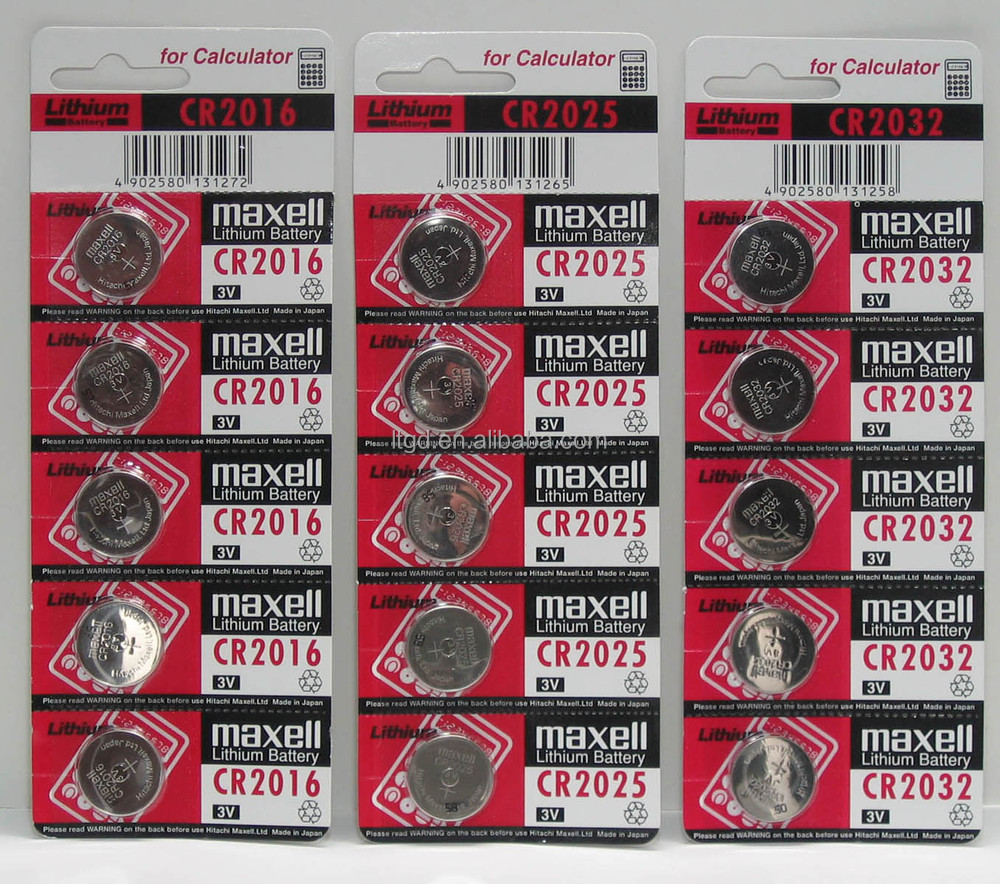 for Calculator
Lithium
Battery
CR2016
4 902580 131272
Lithium
maxell
Lithium Battery
CR2016
3V
Please read WARNING on the back before use Hitachi Maxell.Ltd Made in Japan
Lithium
maxell
Lithium Battery
CR2016
3V
Please read WARNING on the back before use Hitachi Maxell.Ltd Made in Japan
Lithium
maxell
Lithium Battery
CR2016
3V
Please read WARNING on the back before use Hitachi Maxell.Ltd Made in Japan
Lithium
maxell
Lithium Battery
CR2016
3V
Please read WARNING on the back before use Hitachi Maxell.Ltd Made in Japan
Lithium
maxell
Lithium Battery
CR2016
3V
Please read WARNING on the back before use Hitachi Maxell.Ltd Made in Japan
for Calculator
Lithium
Battery
CR2025
4 902580 131265
Lithium
maxell
Lithium Battery
CR2025
3V
Please read WARNING on the back before use Hitachi Maxell.Ltd Made in Japan
Lithium
maxell
Lithium Battery
CR2025
3V
Please read WARNING on the back before use Hitachi Maxell.Ltd Made in Japan
Lithium
maxell
Lithium Battery
CR2025
3V
Please read WARNING on the back before use Hitachi Maxell.Ltd Made in Japan
Lithium
maxell
Lithium Battery
CR2025
3V
Please read WARNING on the back before use Hitachi Maxell.Ltd Made in Japan
Lithium
maxell
Lithium Battery
CR2025
3V
Please read WARNING on the back before use Hitachi Maxell.Ltd Made in Japan
for Calculator
Lithium
Battery
CR2032
4 902580 131258
Lithium
maxell
Lithium Battery
CR2032
3V
Please read WARNING on the back before use Hitachi Maxell.Ltd Made in Japan
Lithium
maxell
Lithium Battery
CR2032
3V
Please read WARNING on the back before use Hitachi Maxell.Ltd Made in Japan
Lithium
maxell
Lithium Battery
CR2032
3V
Please read WARNING on the back before use Hitachi Maxell.Ltd Made in Japan
Lithium
maxell
Lithium Battery
CR2032
3V
Please read WARNING on the back before use Hitachi Maxell.Ltd Made in Japan
Lithium
maxell
Lithium Battery
CR2032
3V
Please read WARNING on the back before use Hitachi Maxell.Ltd Made in Japan